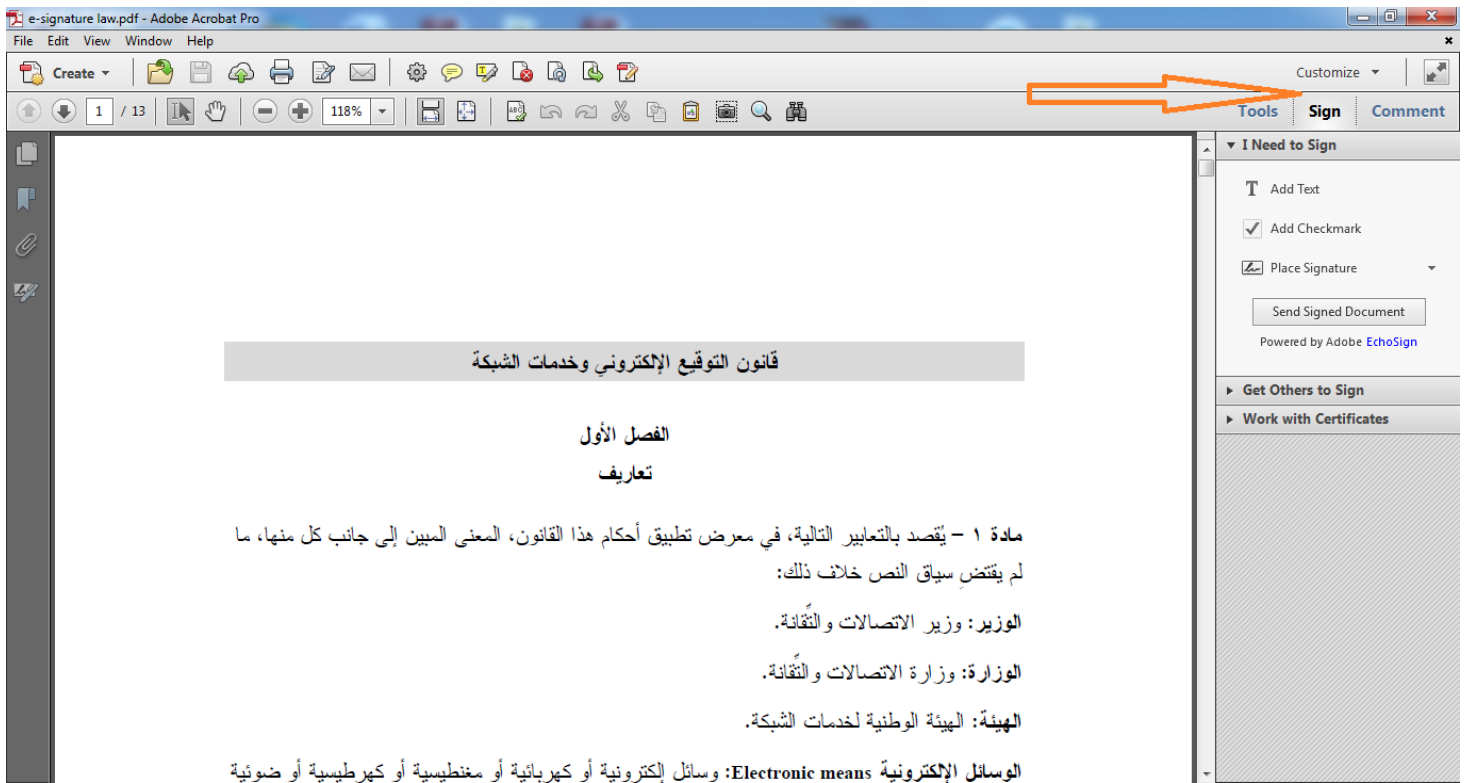 e-signature law.pdf - Adobe Acrobat Pro
File Edit View Window Help
Create
Customize
1 / 13
118%
Tools Sign Comment
I Need to Sign
T Add Text
Add Checkmark
Place Signature
Send Signed Document
Powered by Adobe EchoSign
Get Others to Sign
Work with Certificates
قانون التوقيع الإلكتروني وخدمات الشبكة
الفصل الأول
تعاريف
مادة ١ – يُقصد بالتعابير التالية، في معرض تطبيق أحكام هذا القانون، المعنى المبين إلى جانب كل منها، ما
لم يقتضِ سياق النص خلاف ذلك:
الوزير: وزير الاتصالات والتِّقانة.
الوزارة: وزارة الاتصالات والتِّقانة.
الهيئة: الهيئة الوطنية لخدمات الشبكة.
الوسائل الإلكترونية Electronic means: وسائل إلكترونية أو كهربائية أو مغنطيسية أو كهرطيسية أو ضوئية